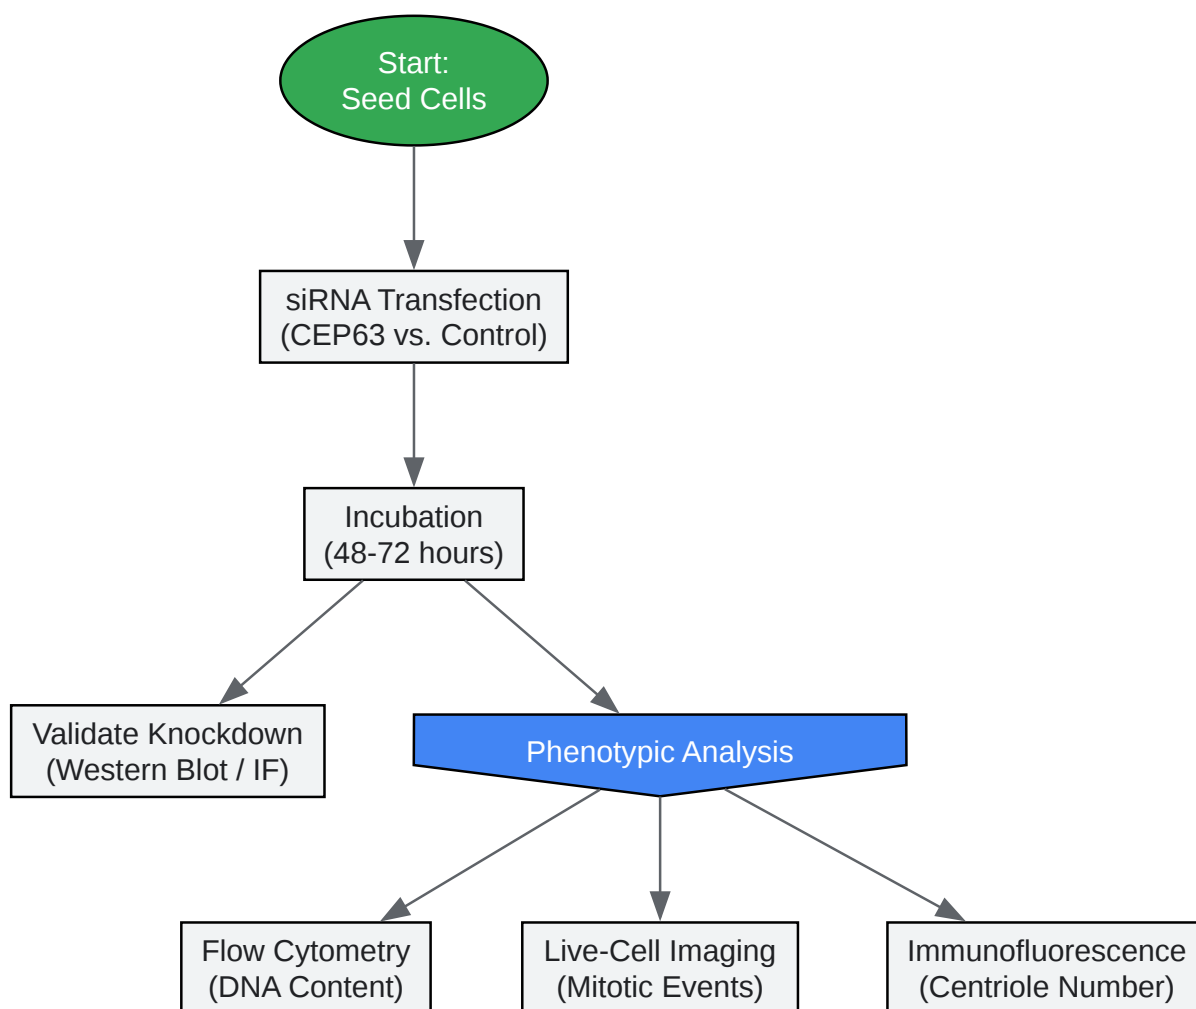 Start:
Seed Cells
siRNA Transfection
(CEP63 vs. Control)
Incubation
(48-72 hours)
Validate Knockdown
(Western Blot / IF)
Phenotypic Analysis
Flow Cytometry
(DNA Content)
Live-Cell Imaging
(Mitotic Events)
Immunofluorescence
(Centriole Number)